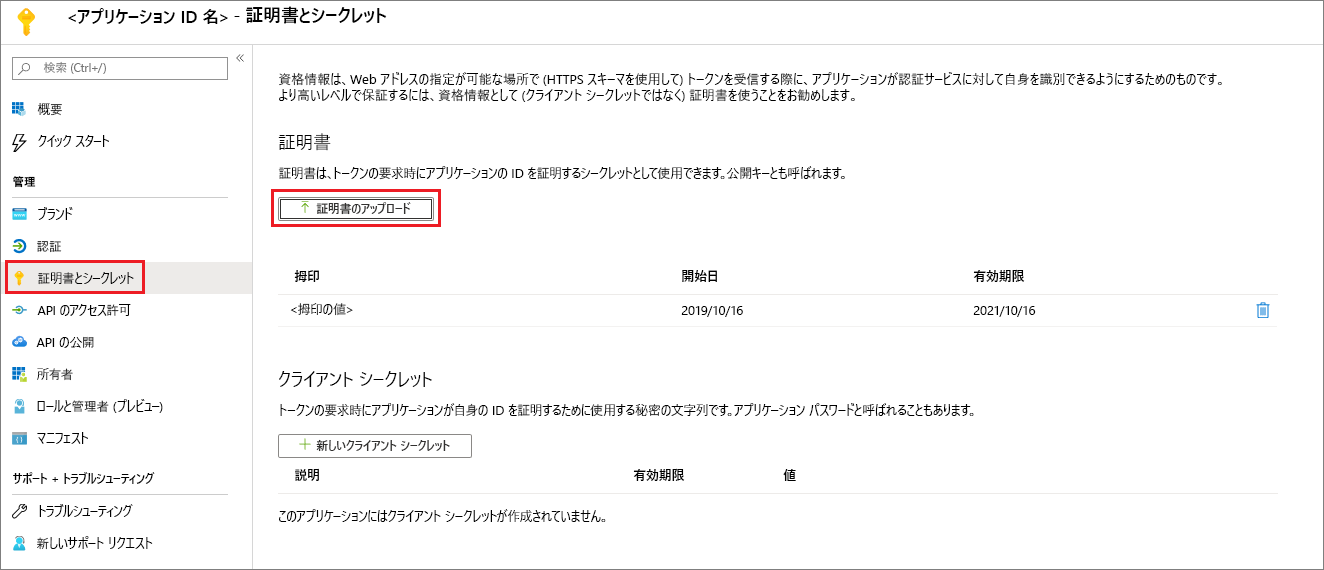 <アプリケーション ID 名> - 証明書とシークレット
«
検索 (Ctrl+/)
概要
クイック スタート
管理
ブランド
認証
証明書とシークレット
API のアクセス許可
API の公開
所有者
ロールと管理者 (プレビュー)
マニフェスト
サポート + トラブルシューティング
トラブルシューティング
新しいサポート リクエスト
資格情報は、Web アドレスの指定が可能な場所で (HTTPS スキーマを使用して) トークンを受信する際に、アプリケーションが認証サービスに対して自身を識別できるようにするためのものです。
より高いレベルで保証するには、資格情報として (クライアント シークレットではなく) 証明書を使うことをお勧めします。
証明書
証明書は、トークンの要求時にアプリケーションの ID を証明するシークレットとして使用できます。公開キーとも呼ばれます。
証明書のアップロード
拇印 開始日 有効期限
<拇印の値> 2019/10/16 2021/10/16
クライアント シークレット
トークンの要求時にアプリケーションが自身の ID を証明するために使用する秘密の文字列です。アプリケーション パスワードと呼ばれることもあります。
新しいクライアント シークレット
説明 有効期限 値
このアプリケーションにはクライアント シークレットが作成されていません。